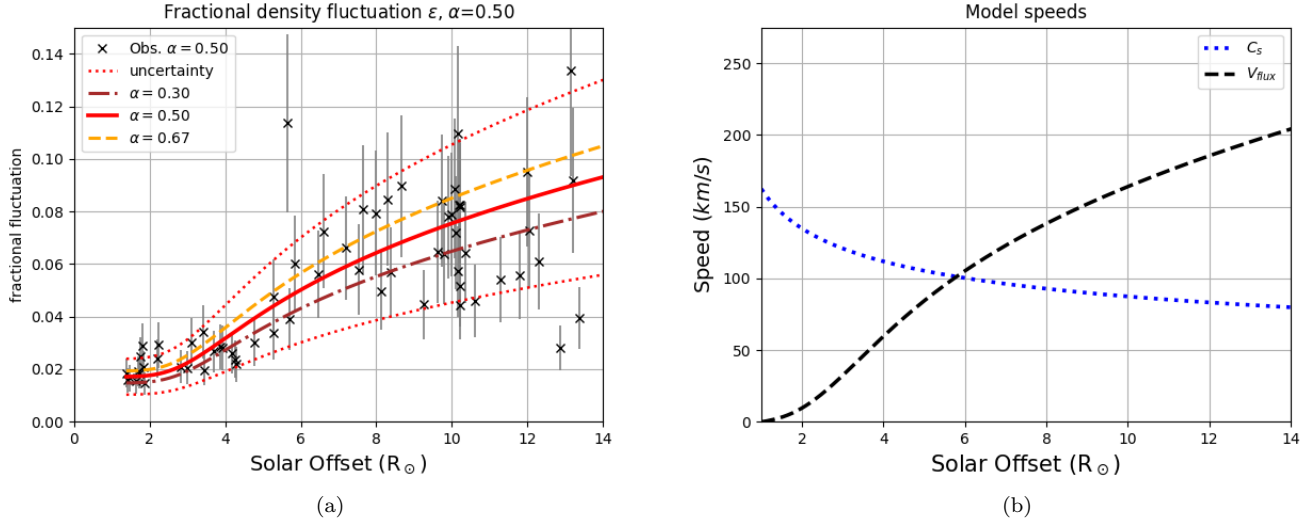 Fractional density fluctuation ε, α=0.50
0.14
0.12
0.10
0.08
0.06
0.04
0.02
0.00
fractional fluctuation
Obs. α = 0.50
uncertainty
α = 0.30
α = 0.50
α = 0.67
0 2 4 6 8 10 12 14
Solar Offset (R⊙)
(a)
Model speeds
250
200
150
100
50
0
Speed (km/s)
C_s
V_flux
2 4 6 8 10 12 14
Solar Offset (R⊙)
(b)